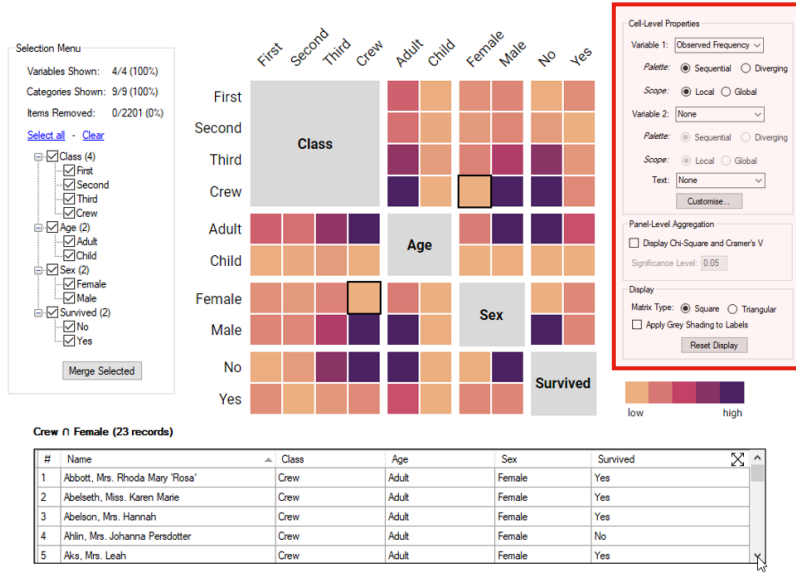 Selection Menu
Variables Shown: 4/4 (100%)
Categories Shown: 9/9 (100%)
Items Removed: 0/2201 (0%)
Select all - Clear
Class (4)
First
Second
Third
Crew
Age (2)
Adult
Child
Sex (2)
Female
Male
Survived (2)
No
Yes
Merge Selected
First Second Third Crew Adult Child Female Male No Yes
First
Second
Third
Crew
Adult
Child
Female
Male
No
Yes
Class
Age
Sex
Survived
Cell-Level Properties
Variable 1: Observed Frequency
Palette: Sequential Diverging
Scope: Local Global
Variable 2: None
Palette: Sequential Diverging
Scope: Local Global
Text: None
Customise...
Panel-Level Aggregation
Display Chi-Square and Cramer's V
Significance Level: 0.05
Display
Matrix Type: Square Triangular
Apply Grey Shading to Labels
Reset Display
low high
Crew ∩ Female (23 records)
# Name Class Age Sex Survived
1 Abbott, Mrs. Rhoda Mary 'Rosa' Crew Adult Female Yes
2 Abelseth, Miss. Karen Marie Crew Adult Female Yes
3 Abelson, Mrs. Hannah Crew Adult Female Yes
4 Ahlin, Mrs. Johanna Persdotter Crew Adult Female No
5 Aks, Mrs. Leah Crew Adult Female Yes